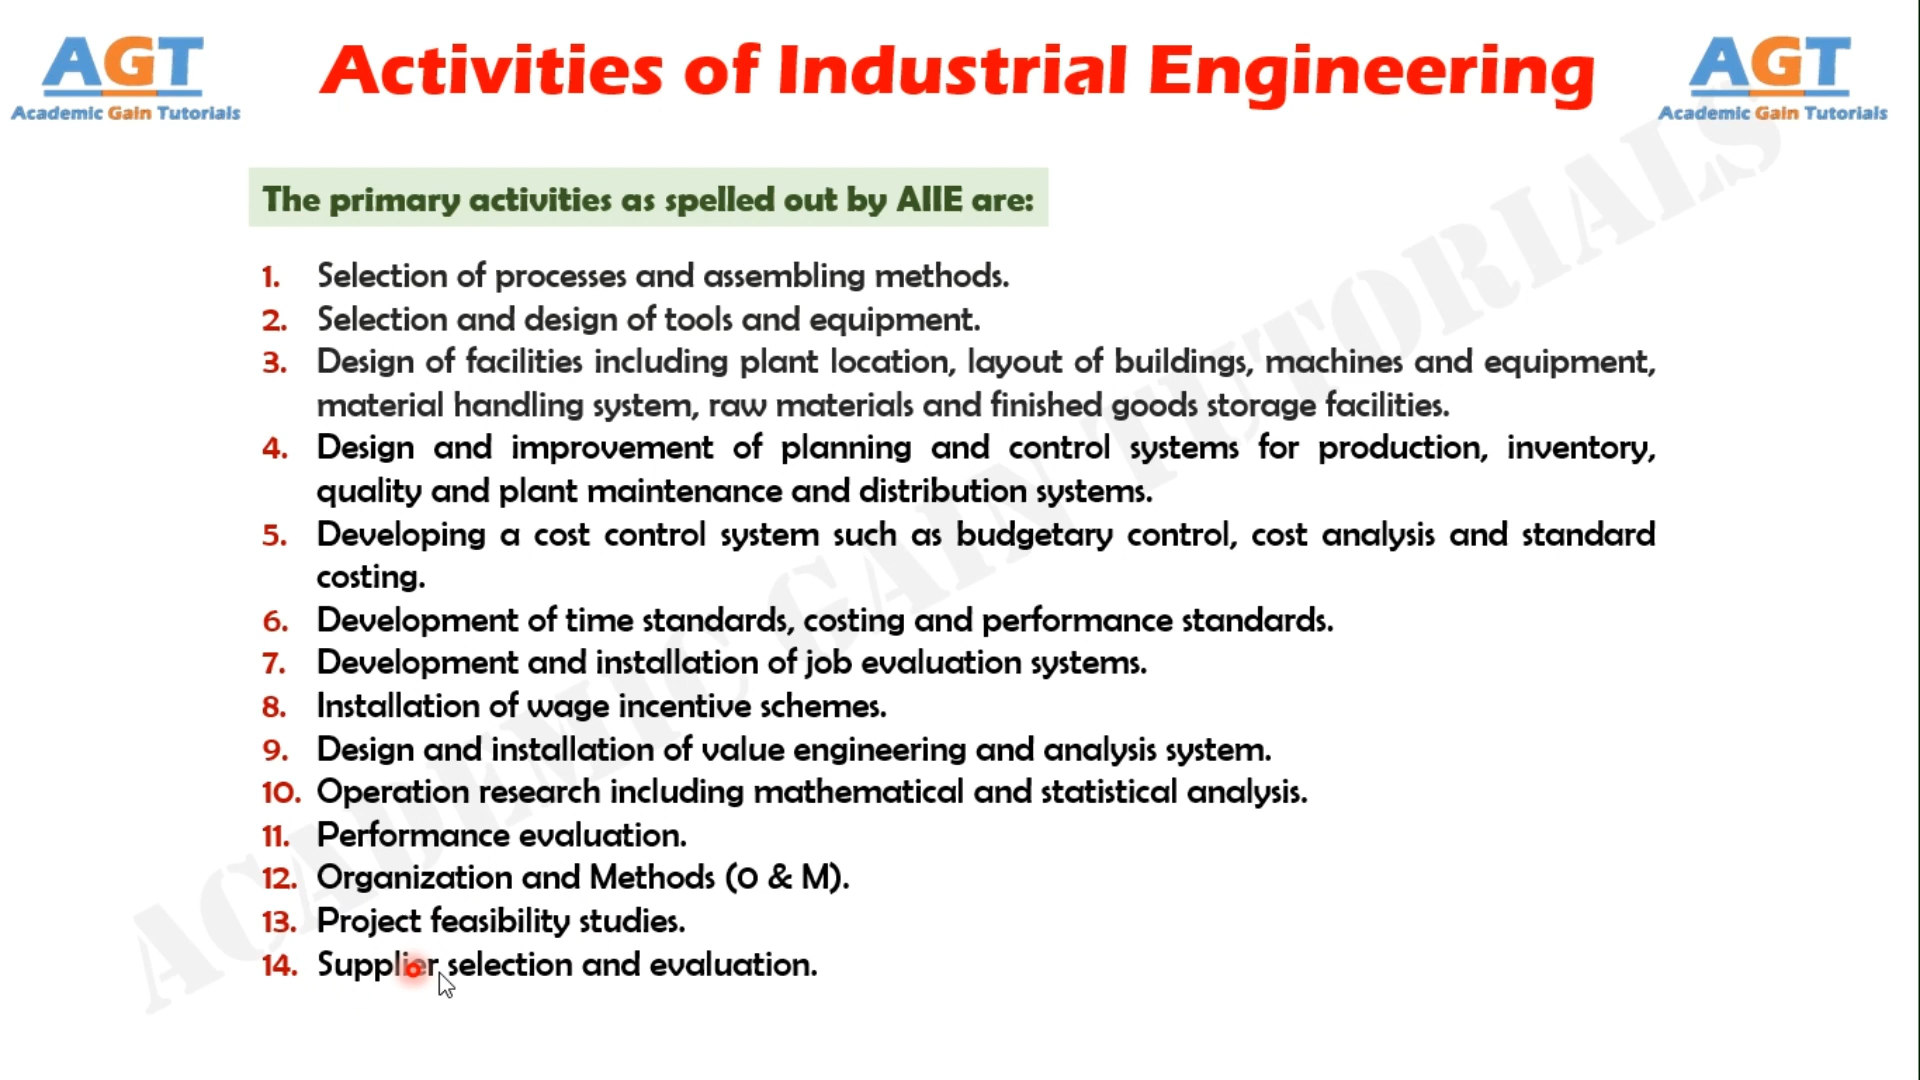 AGT
Academic Gain Tutorials
Activities of Industrial Engineering
AGT
Academic Gain Tutorials
The primary activities as spelled out by AIIE are:
1. Selection of processes and assembling methods.
2. Selection and design of tools and equipment.
3. Design of facilities including plant location, layout of buildings, machines and equipment,
material handling system, raw materials and finished goods storage facilities.
4. Design and improvement of planning and control systems for production, inventory,
quality and plant maintenance and distribution systems.
5. Developing a cost control system such as budgetary control, cost analysis and standard
costing.
6. Development of time standards, costing and performance standards.
7. Development and installation of job evaluation systems.
8. Installation of wage incentive schemes.
9. Design and installation of value engineering and analysis system.
10. Operation research including mathematical and statistical analysis.
11. Performance evaluation.
12. Organization and Methods (0 & M).
13. Project feasibility studies.
14. Supplier selection and evaluation.
ACADEMIC GAIN TUTORIALS